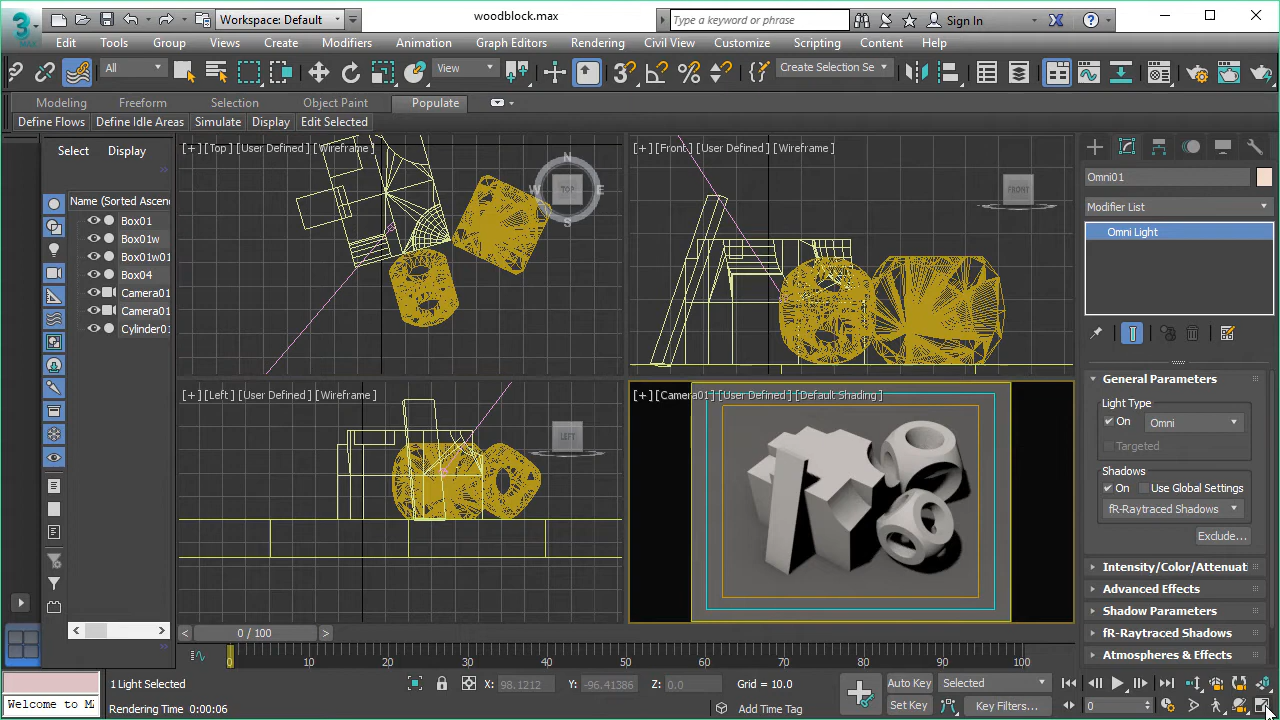 3 MAX Workspace: Default woodblock.max Type a keyword or phrase Sign In
Edit Tools Group Views Create Modifiers Animation Graph Editors Rendering Civil View Customize Scripting Content Help
All View Create Selection Se
Modeling Freeform Selection Object Paint Populate
Define Flows Define Idle Areas Simulate Display Edit Selected
Select Display
Name (Sorted Ascend
Box01
Box01w
Box01w01
Box04
Camera01
Camera01
Cylinder01
[+] [Top] [User Defined] [Wireframe]
N
W TOP E
S
[+] [Front] [User Defined] [Wireframe]
FRONT
[+] [Left] [User Defined] [Wireframe]
LEFT
[+] [Camera01] [User Defined] [Default Shading]
Omni01
Modifier List
Omni Light
General Parameters
Light Type
On Omni
Targeted
Shadows
On Use Global Settings
fR-Raytraced Shadows
Exclude...
Intensity/Color/Attenuat
Advanced Effects
Shadow Parameters
fR-Raytraced Shadows
Atmospheres & Effects
0 / 100
0 10 20 30 40 50 60 70 80 90 100
1 Light Selected X: 98.1212 Y: -96.41386 Z: 0.0 Grid = 10.0 Auto Key Selected
Welcome to MA Rendering Time 0:00:06 Add Time Tag Set Key Key Filters... 0